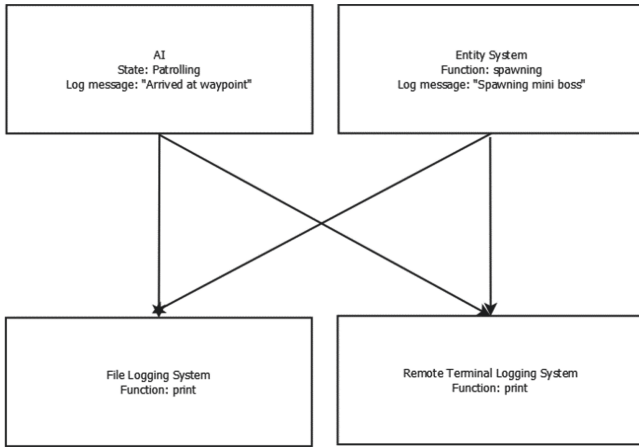 AI
State: Patrolling
Log message: "Arrived at waypoint"
Entity System
Function: spawning
Log message: "Spawning mini boss"
File Logging System
Function: print
Remote Terminal Logging System
Function: print